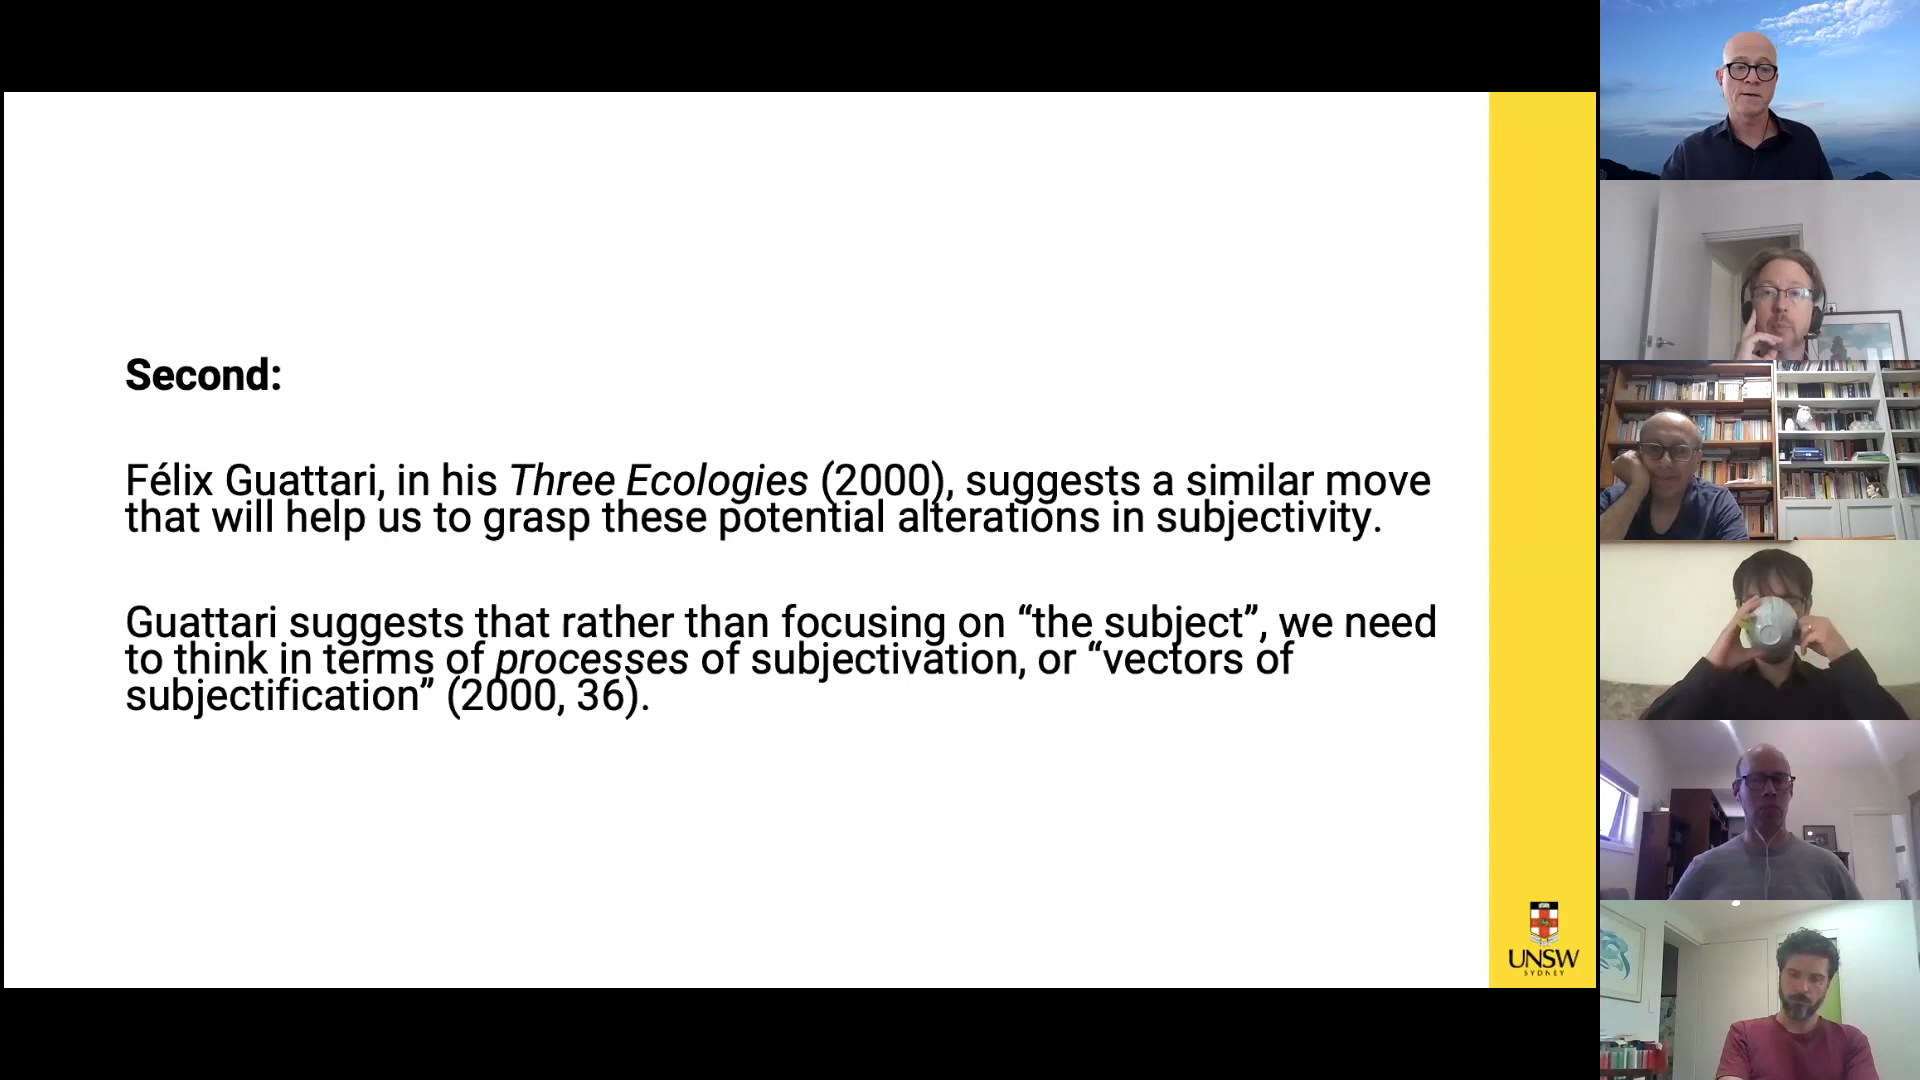 Second:
Félix Guattari, in his Three Ecologies (2000), suggests a similar move
that will help us to grasp these potential alterations in subjectivity.
Guattari suggests that rather than focusing on “the subject”, we need
to think in terms of processes of subjectivation, or “vectors of
subjectification” (2000, 36).
UNSW
SYDNEY